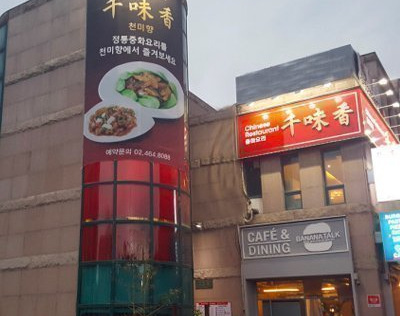 千味香
천미향
정통중화요리를
천미향에서 즐겨보세요
예약문의 02.464.8088
Chinese
Restaurant
중화요리
千味香
CAFÉ &
DINING
BANANATALK